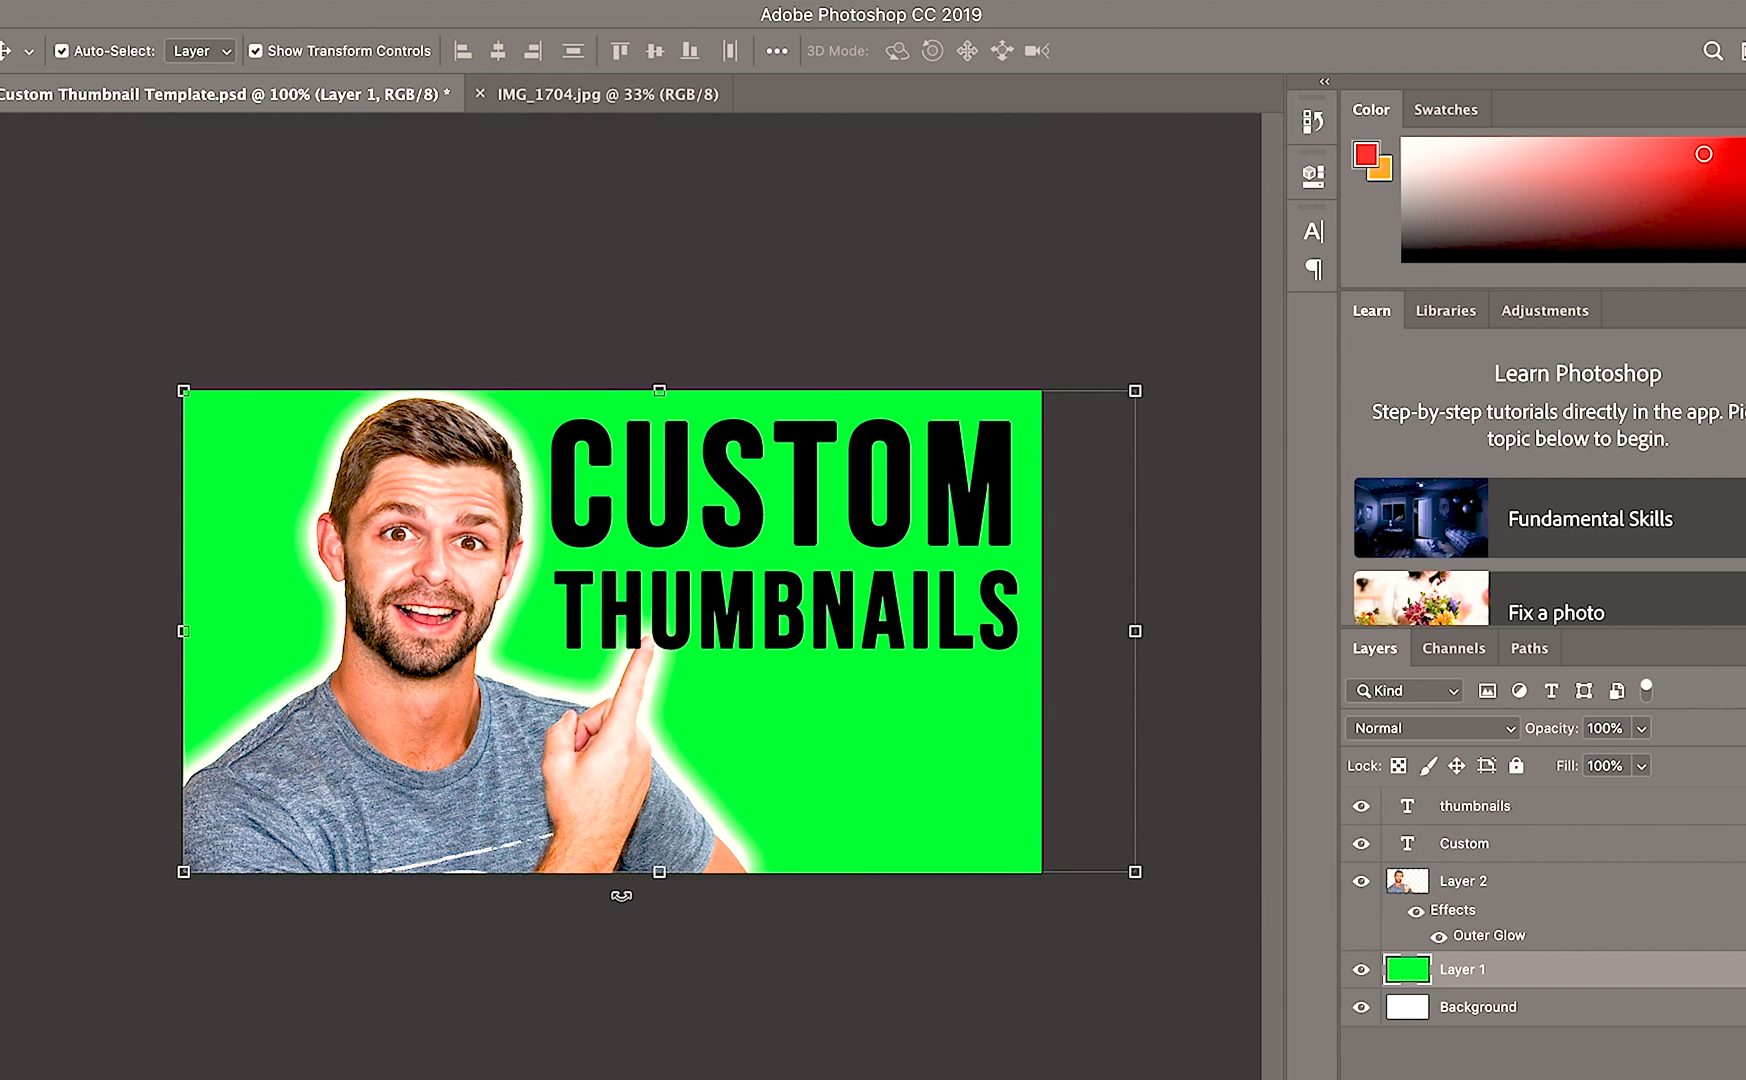 Adobe Photoshop CC 2019
Auto-Select: Layer Show Transform Controls 3D Mode:
Custom Thumbnail Template.psd @ 100% (Layer 1, RGB/8) * × IMG_1704.jpg @ 33% (RGB/8)
Color Swatches
Learn Libraries Adjustments
Learn Photoshop
Step-by-step tutorials directly in the app.
topic below to begin.
Fundamental Skills
Fix a photo
CUSTOM
THUMBNAILS
Layers Channels Paths
Kind
Normal Opacity: 100%
Lock: Fill: 100%
thumbnails
Custom
Layer 2
Effects
Outer Glow
Layer 1
Background